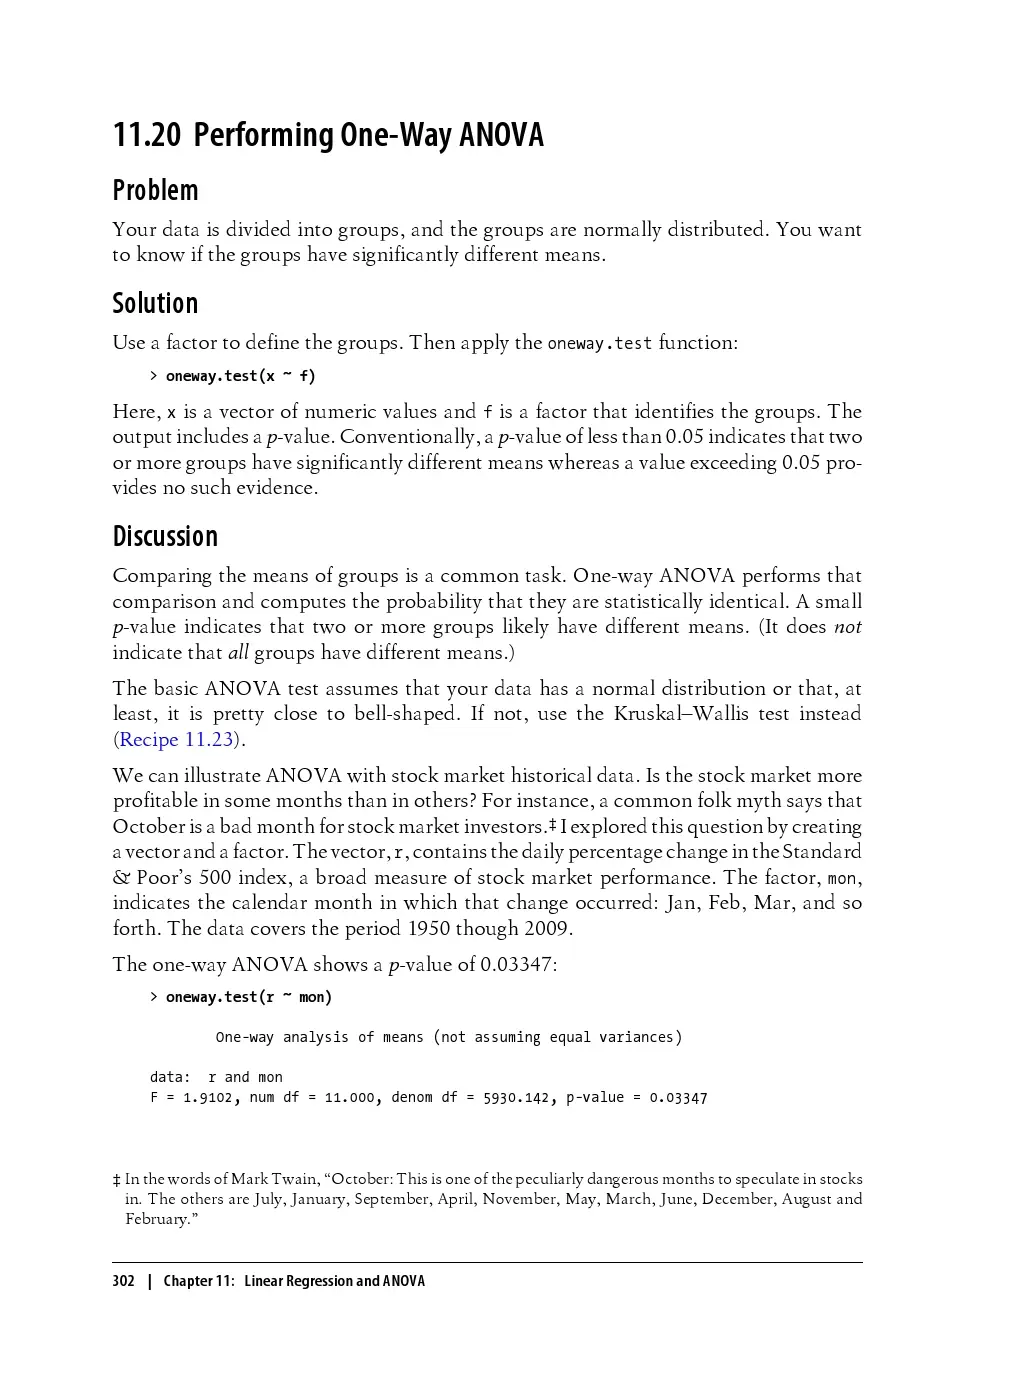 11.20 Performing One-Way ANOVA
Problem
Your data is divided into groups, and the groups are normally distributed. You want
to know if the groups have significantly different means.
Solution
Use a factor to define the groups. Then apply the oneway.test function:
> oneway.test(x ~ f)
Here, x is a vector of numeric values and f is a factor that identifies the groups. The
output includes a p-value. Conventionally, a p-value of less than 0.05 indicates that two
or more groups have significantly different means whereas a value exceeding 0.05 pro-
vides no such evidence.
Discussion
Comparing the means of groups is a common task. One-way ANOVA performs that
comparison and computes the probability that they are statistically identical. A small
p-value indicates that two or more groups likely have different means. (It does not
indicate that all groups have different means.)
The basic ANOVA test assumes that your data has a normal distribution or that, at
least, it is pretty close to bell-shaped. If not, use the Kruskal–Wallis test instead
(Recipe 11.23).
We can illustrate ANOVA with stock market historical data. Is the stock market more
profitable in some months than in others? For instance, a common folk myth says that
October is a bad month for stock market investors.‡ I explored this question by creating
a vector and a factor. The vector, r, contains the daily percentage change in the Standard
& Poor’s 500 index, a broad measure of stock market performance. The factor, mon,
indicates the calendar month in which that change occurred: Jan, Feb, Mar, and so
forth. The data covers the period 1950 though 2009.
The one-way ANOVA shows a p-value of 0.03347:
> oneway.test(r ~ mon)
One-way analysis of means (not assuming equal variances)
data: r and mon
F = 1.9102, num df = 11.000, denom df = 5930.142, p-value = 0.03347
‡ In the words of Mark Twain, “October: This is one of the peculiarly dangerous months to speculate in stocks
in. The others are July, January, September, April, November, May, March, June, December, August and
February.”
302 | Chapter 11: Linear Regression and ANOVA